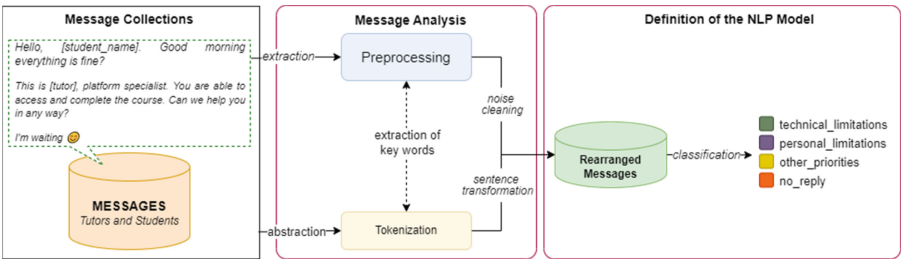 Message Collections
Hello, [student_name]. Good morning
everything is fine?
This is [tutor], platform specialist. You are able to
access and complete the course. Can we help you
in any way?
I'm waiting 😊
MESSAGES
Tutors and Students
extraction
abstraction
Message Analysis
Preprocessing
extraction of
key words
Tokenization
noise
cleaning
sentence
transformation
Definition of the NLP Model
Rearranged
Messages
classification
technical_limitations
personal_limitations
other_priorities
no_reply